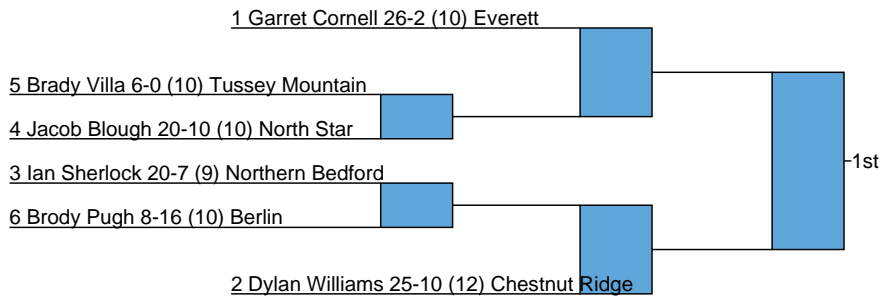 1 Garret Cornell 26-2 (10) Everett
5 Brady Villa 6-0 (10) Tussey Mountain
4 Jacob Blough 20-10 (10) North Star
1st
3 Ian Sherlock 20-7 (9) Northern Bedford
6 Brody Pugh 8-16 (10) Berlin
2 Dylan Williams 25-10 (12) Chestnut Ridge